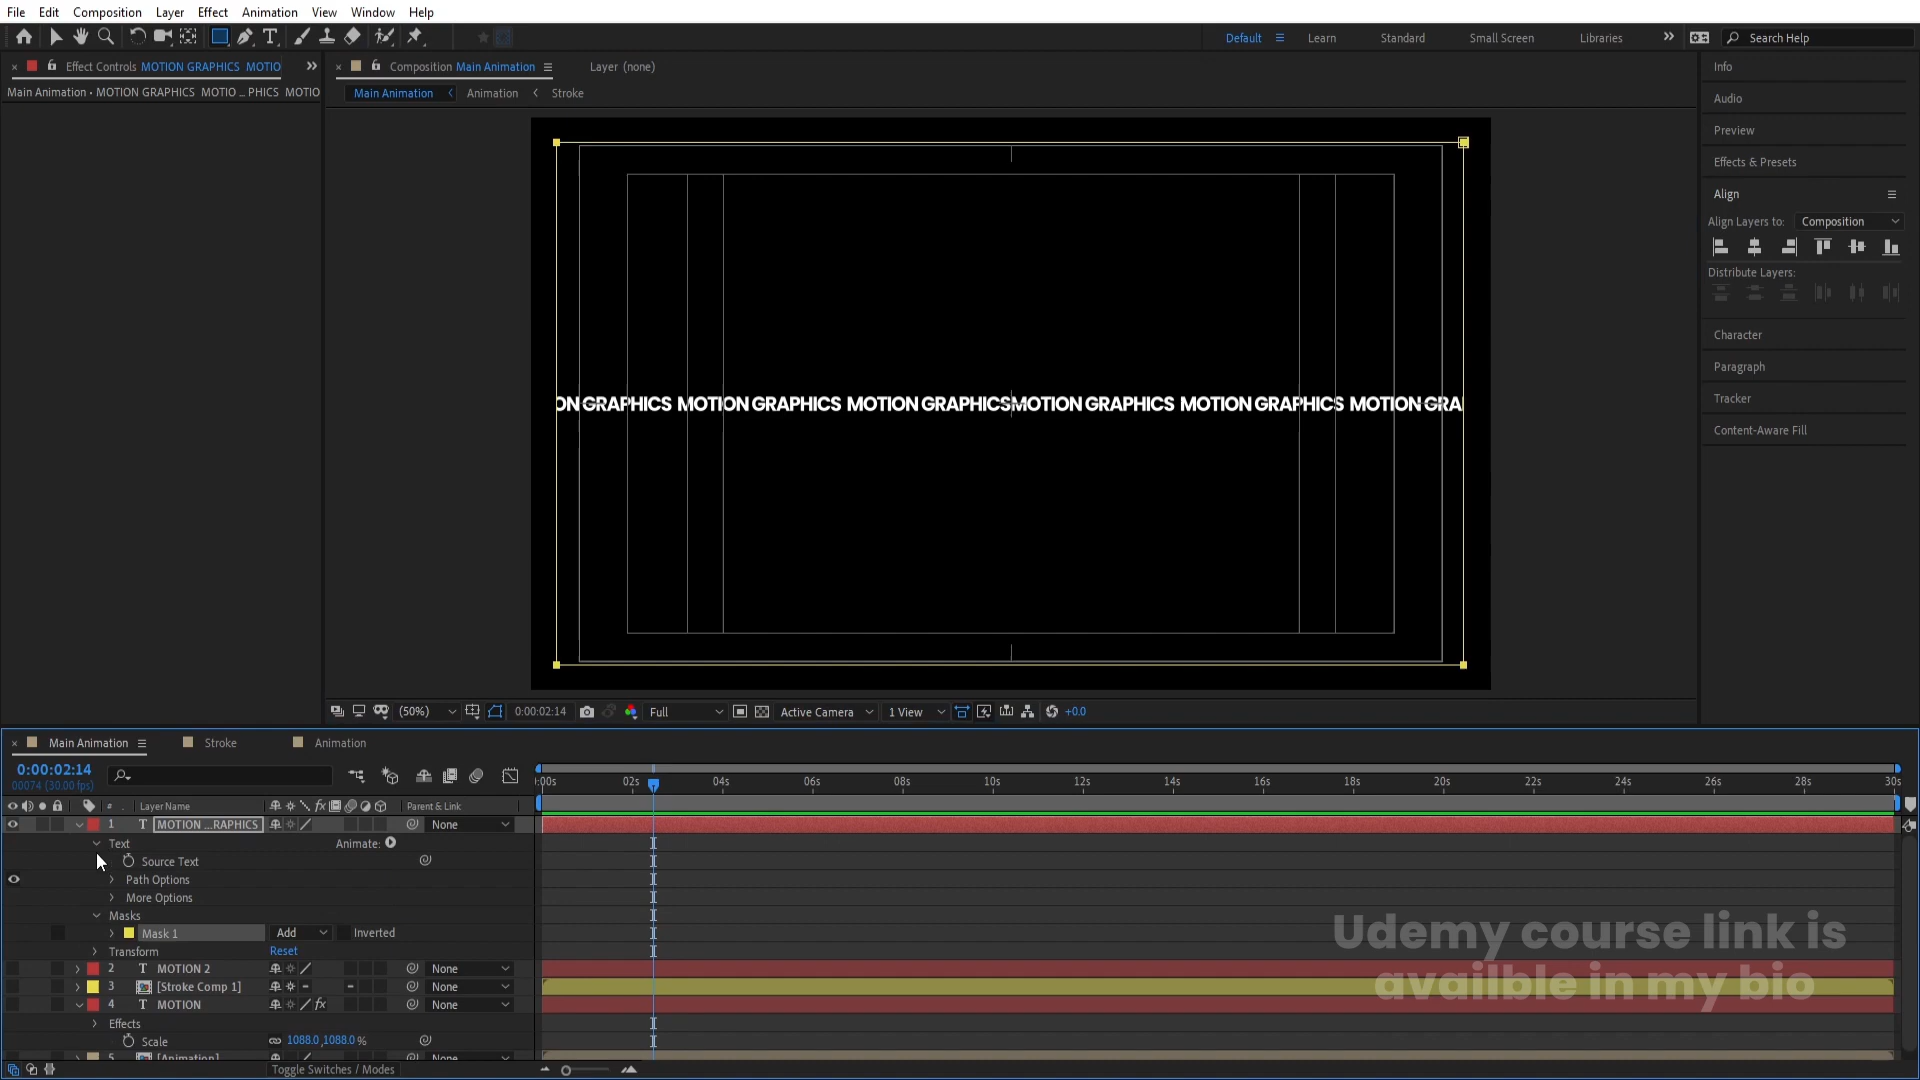 File Edit Composition Layer Effect Animation View Window Help
Default Learn Standard Small Screen Libraries Search Help
Effect Controls MOTION GRAPHICS MOTIO
Main Animation • MOTION GRAPHICS MOTIO ... PHICS MOTIO
Composition Main Animation Layer (none)
Main Animation Animation Stroke
ON GRAPHICS MOTION GRAPHICS MOTION GRAPHICSMOTION GRAPHICS MOTION GRAPHICS MOTION GRA
(50%) 0:00:02:14 Full Active Camera 1 View +0.0
Info
Audio
Preview
Effects & Presets
Align
Align Layers to: Composition
Distribute Layers:
Character
Paragraph
Tracker
Content-Aware Fill
Main Animation Stroke Animation
0:00:02:14
00074 (30.00 fps)
:00s 02s 04s 06s 08s 10s 12s 14s 16s 18s 20s 22s 24s 26s 28s 30s
# Layer Name Parent & Link
1 T MOTION ...RAPHICS None
Text Animate:
Source Text
Path Options
More Options
Masks
Mask 1 Add Inverted
Transform Reset
2 T MOTION 2 None
3 [Stroke Comp 1] None
4 T MOTION fx None
Effects
Scale 1088.0,1088.0%
5 [Animation] None
Toggle Switches / Modes
Udemy course link is
availble in my bio